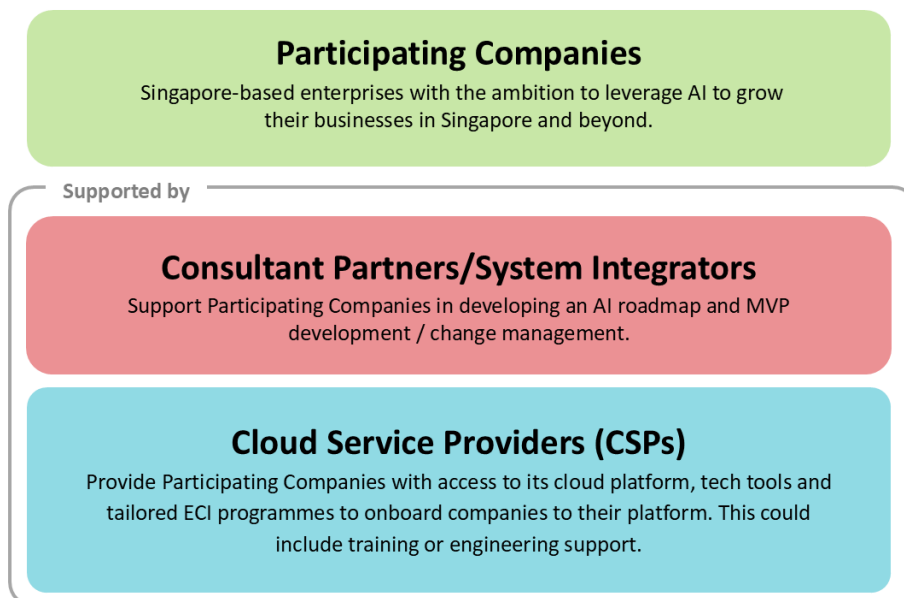 Participating Companies
Singapore-based enterprises with the ambition to leverage AI to grow
their businesses in Singapore and beyond.
Supported by
Consultant Partners/System Integrators
Support Participating Companies in developing an AI roadmap and MVP
development / change management.
Cloud Service Providers (CSPs)
Provide Participating Companies with access to its cloud platform, tech tools and
tailored ECI programmes to onboard companies to their platform. This could
include training or engineering support.